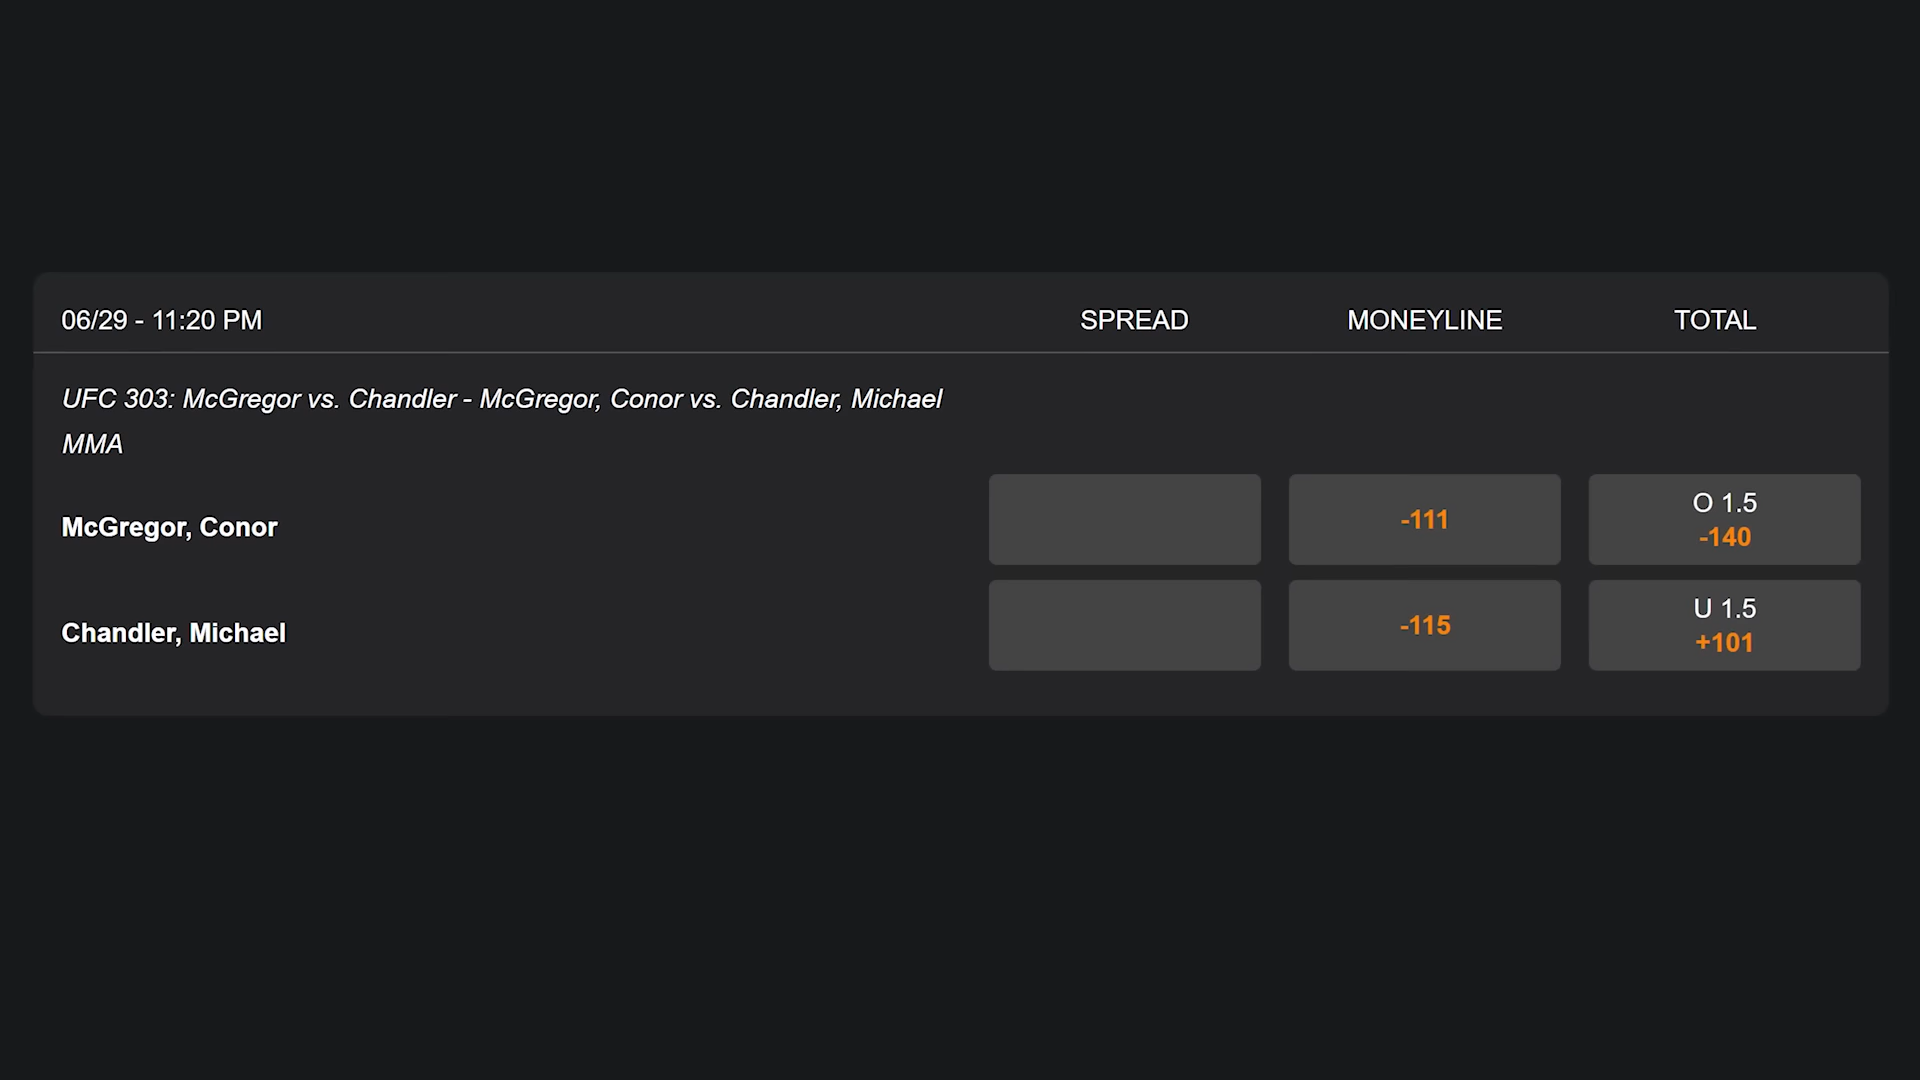 06/29 - 11:20 PM SPREAD MONEYLINE TOTAL
UFC 303: McGregor vs. Chandler - McGregor, Conor vs. Chandler, Michael
MMA
McGregor, Conor -111 O 1.5
-140
Chandler, Michael -115 U 1.5
+101